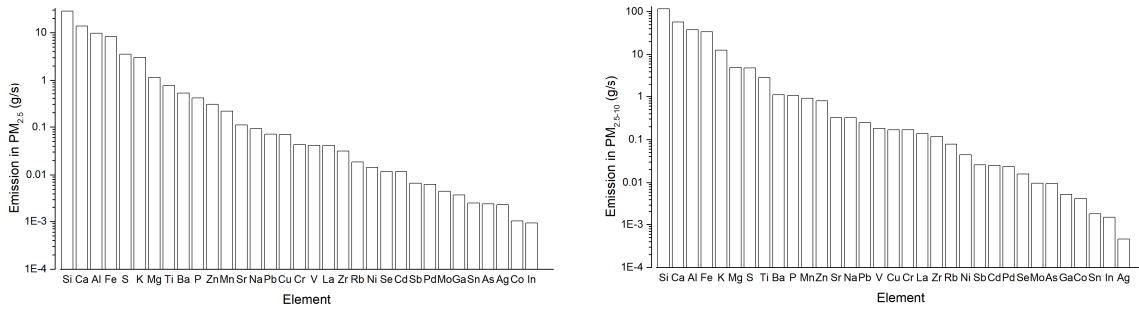 Emission in PM2.5 (g/s)
10
1
0.1
0.01
1E-3
1E-4
Si Ca Al Fe S K Mg Ti Ba P Zn Mn Sr Na Pb Cu Cr V La Zr Rb Ni Se Cd Sb Pd Mo Ga Sn As Ag Co In
Element
Emission in PM2.5-10 (g/s)
100
10
1
0.1
0.01
1E-3
1E-4
Si Ca Al Fe K Mg S Ti Ba P Mn Zn Sr Na Pb V Cu Cr La Zr Rb Ni Sb Cd Pd Se Mo As Ga Co Sn In Ag
Element